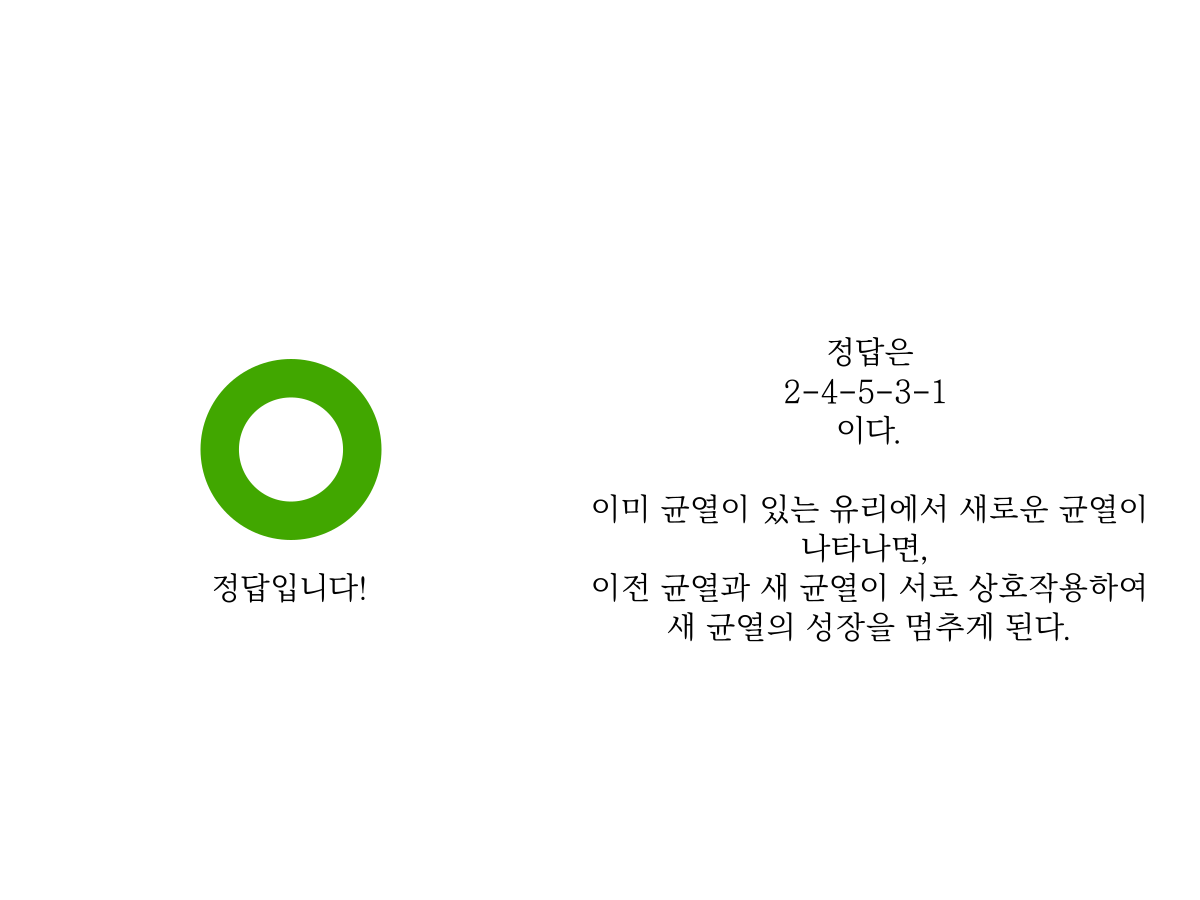 정답입니다!
정답은
2-4-5-3-1
이다.
이미 균열이 있는 유리에서 새로운 균열이
나타나면,
이전 균열과 새 균열이 서로 상호작용하여
새 균열의 성장을 멈추게 된다.